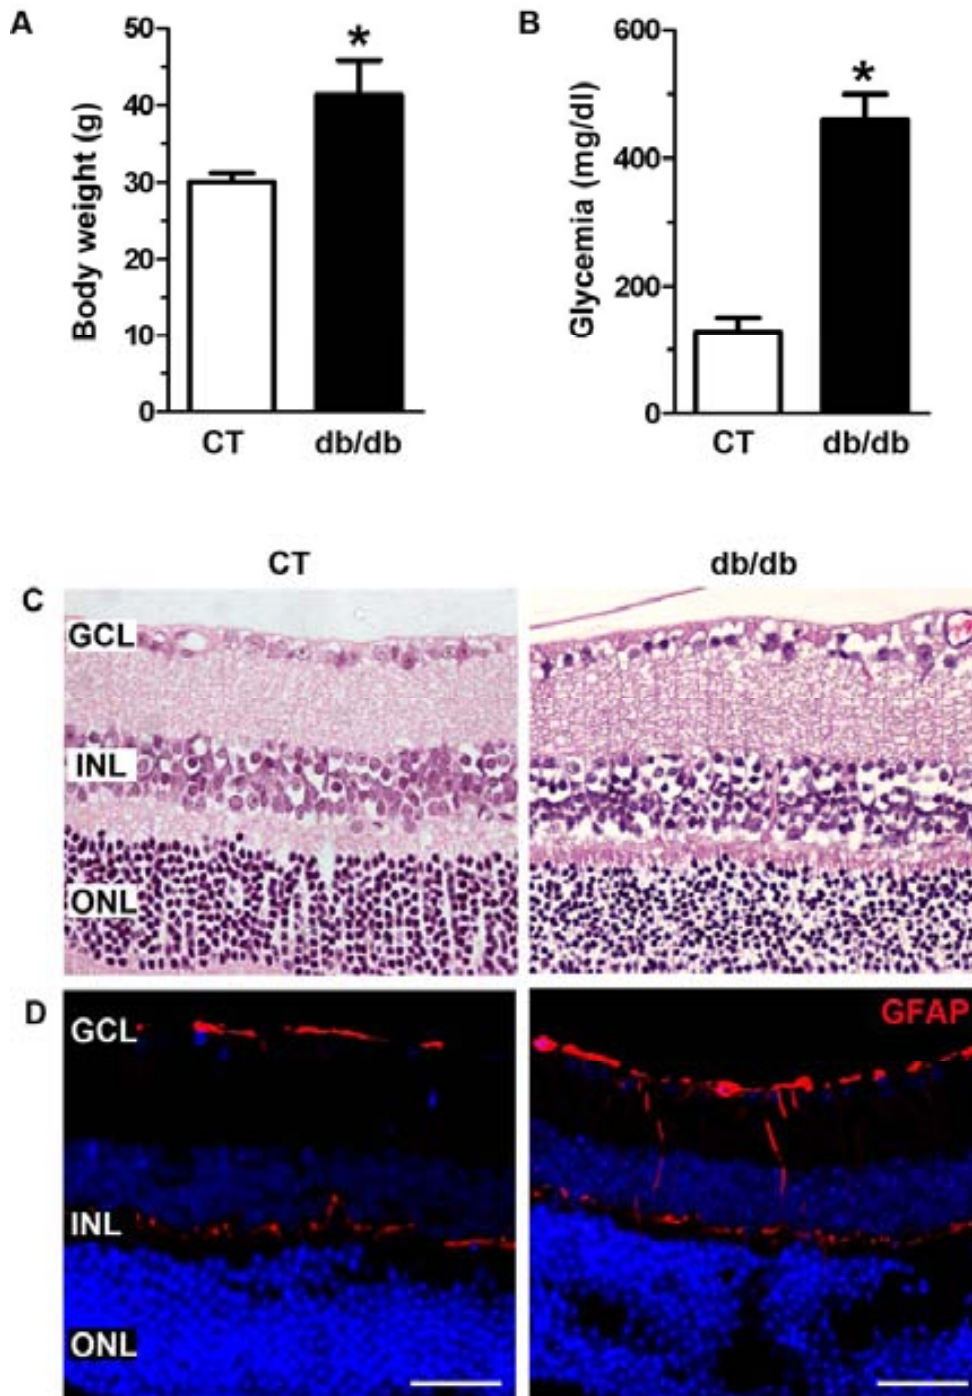 A
Body weight (g)
50
40
30
20
10
0
*
CT
db/db
B
Glycemia (mg/dl)
600
400
200
0
*
CT
db/db
CT
db/db
C
GCL
INL
ONL
D
GCL
INL
ONL
GFAP